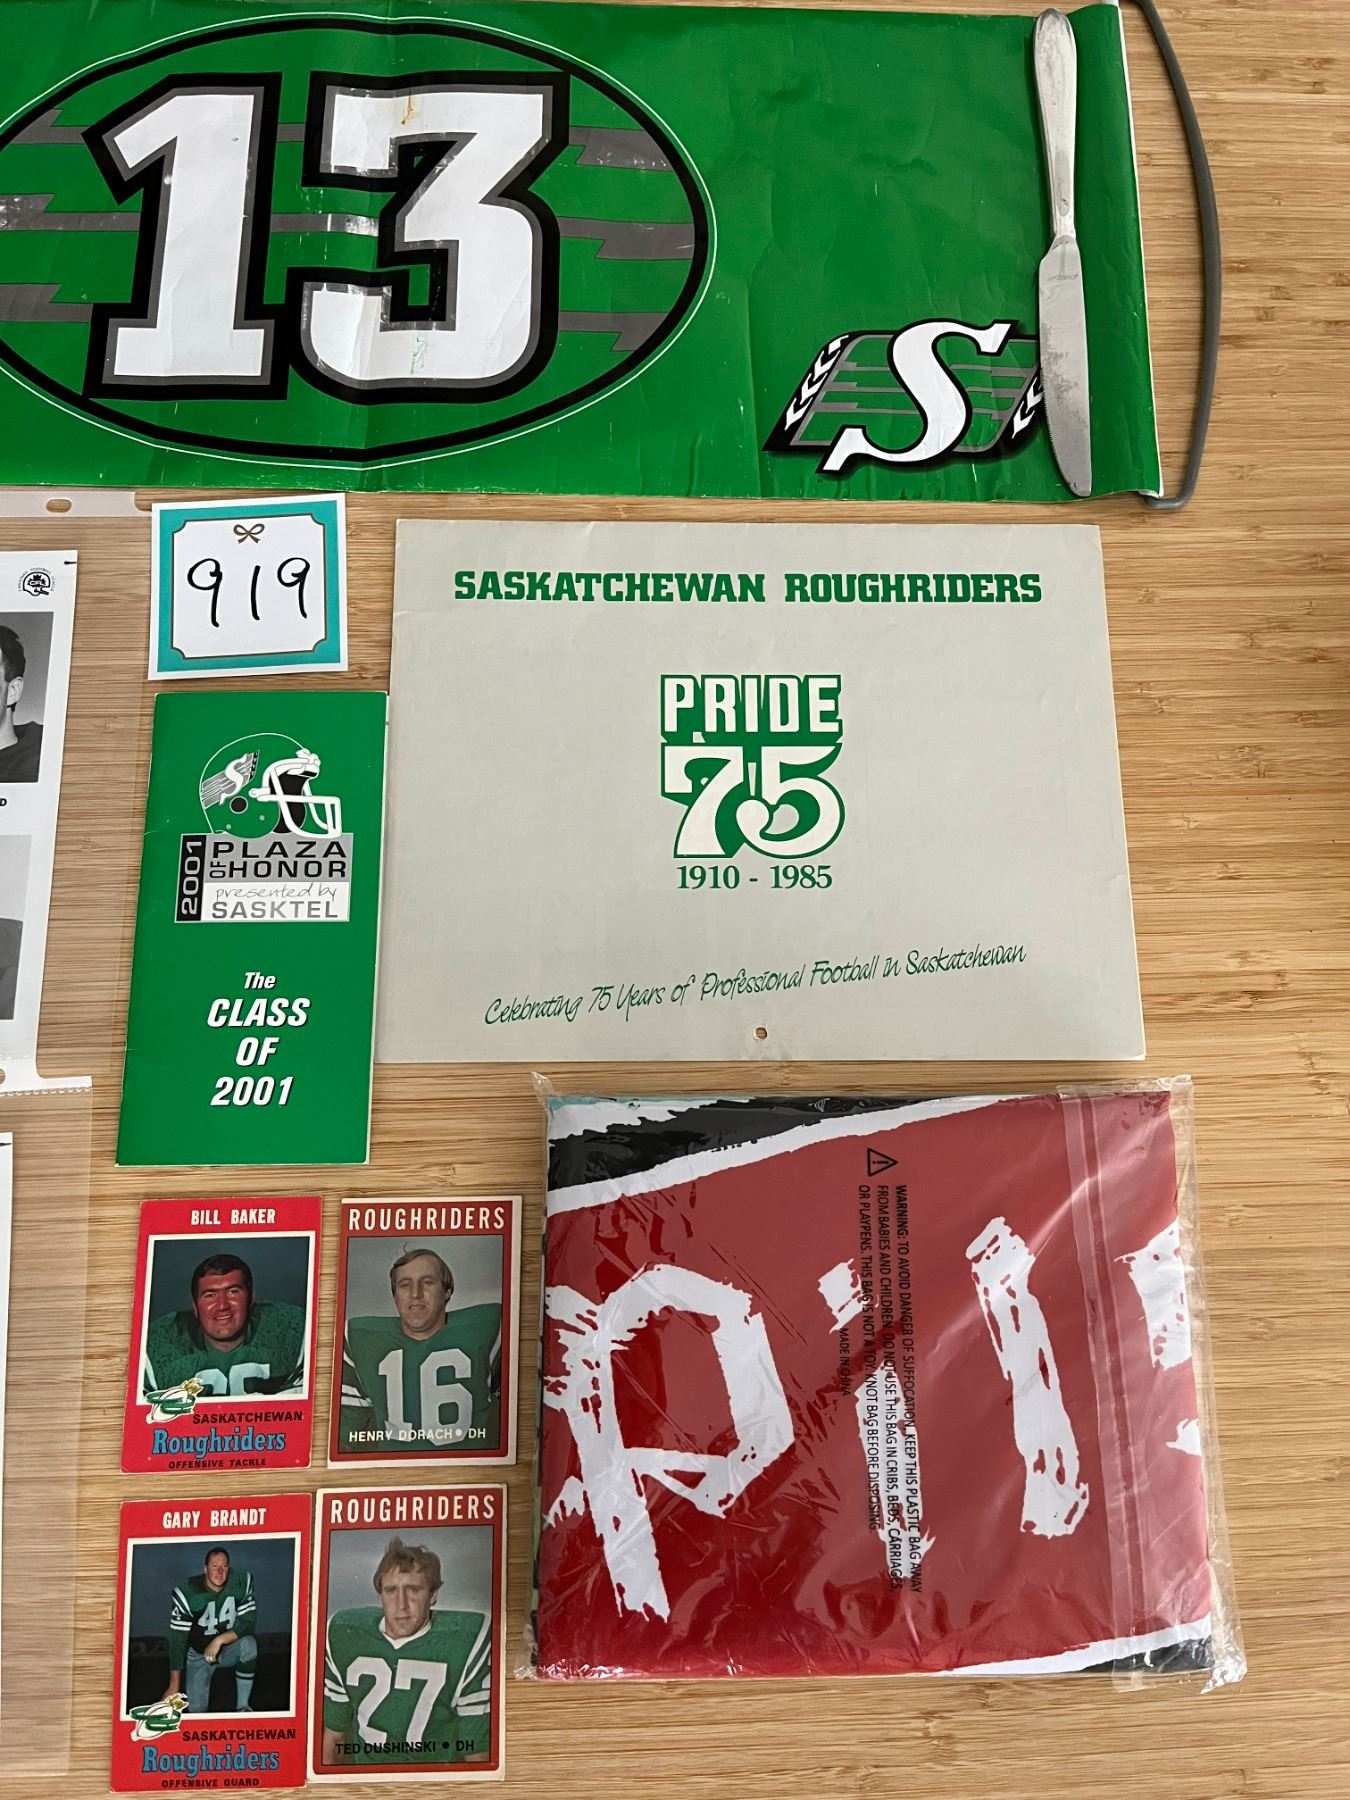 13
S
919
SASKATCHEWAN ROUGHRIDERS
PRIDE
75
1910 - 1985
Celebrating 75 Years of Professional Football in Saskatchewan
D
S
2001
PLAZA
OF HONOR
presented by
SASKTEL
The
CLASS
OF
2001
BILL BAKER
SASKATCHEWAN
Roughriders
OFFENSIVE TACKLE
ROUGHRIDERS
16
HENRY DORACH • DH
GARY BRANDT
44
SASKATCHEWAN
Roughriders
OFFENSIVE GUARD
ROUGHRIDERS
27
TED DUSHINSKI • DH
WARNING: TO AVOID DANGER OF SUFFOCATION, KEEP THIS PLASTIC BAG AWAY
FROM BABIES AND CHILDREN. DO NOT USE THIS BAG IN CRIBS, BEDS, CARRIAGES
OR PLAYPENS. THIS BAG IS NOT A TOY. KNOT BAG BEFORE DISPOSING
MADE IN CHINA